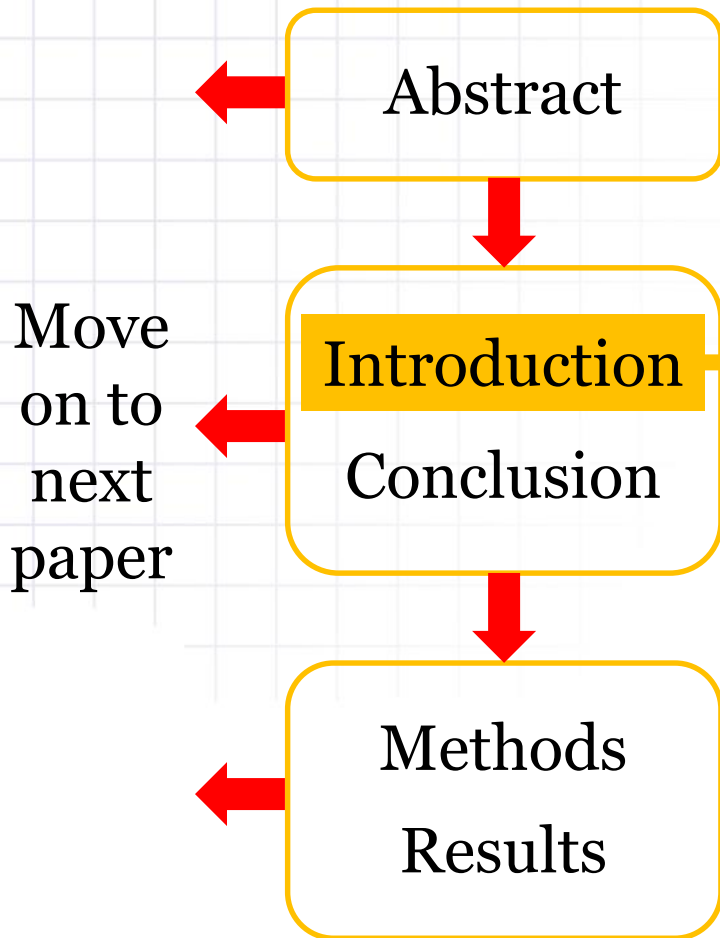 Abstract
Introduction
Conclusion
Move
on to
next
paper
Methods
Results